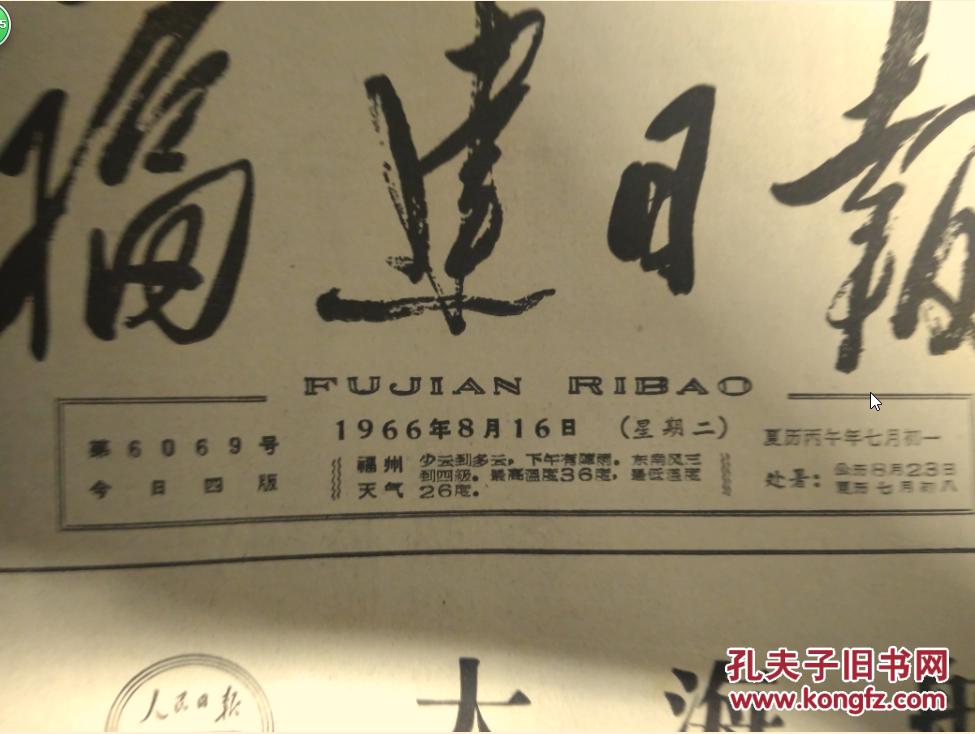 福建日报
FUJIAN RIBAO
第6069号
今日四版
1966年8月16日 (星期二)
福州天气
少云到多云，下午有阵雨。东南风三
到四级。最高温度36度，最低温度
26度。
夏历丙午年七月初一
处暑：
公历8月23日
夏历七月初八
人民日报
大海
孔夫子旧书网
www.kongfz.com